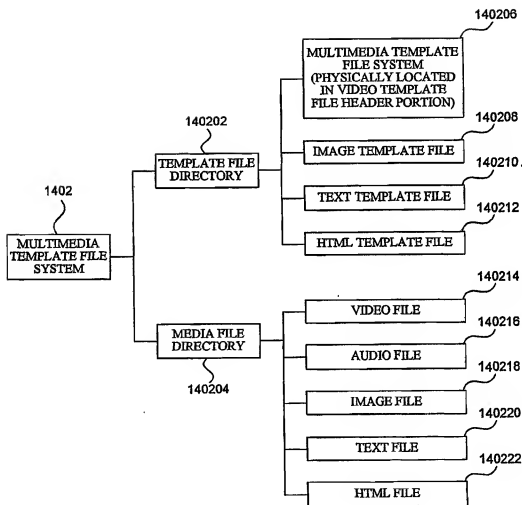 140206
MULTIMEDIA TEMPLATE
FILE SYSTEM
(PHYSICALLY LOCATED
IN VIDEO TEMPLATE
FILE HEADER PORTION)
140202
140208
TEMPLATE FILE
DIRECTORY
IMAGE TEMPLATE FILE
140210
1402
TEXT TEMPLATE FILE
140212
MULTIMEDIA
TEMPLATE FILE
SYSTEM
HTML TEMPLATE FILE
140214
VIDEO FILE
MEDIA FILE
DIRECTORY
140216
140204
AUDIO FILE
140218
IMAGE FILE
140220
TEXT FILE
140222
HTML FILE